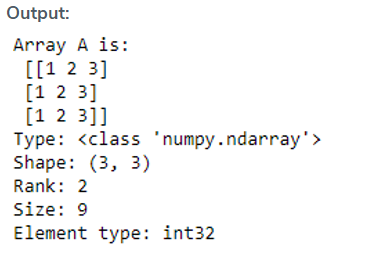 Output:
Array A is:
[[1 2 3]
[1 2 3]
[1 2 3]]
Type: <class 'numpy.ndarray'>
Shape: (3, 3)
Rank: 2
Size: 9
Element type: int32